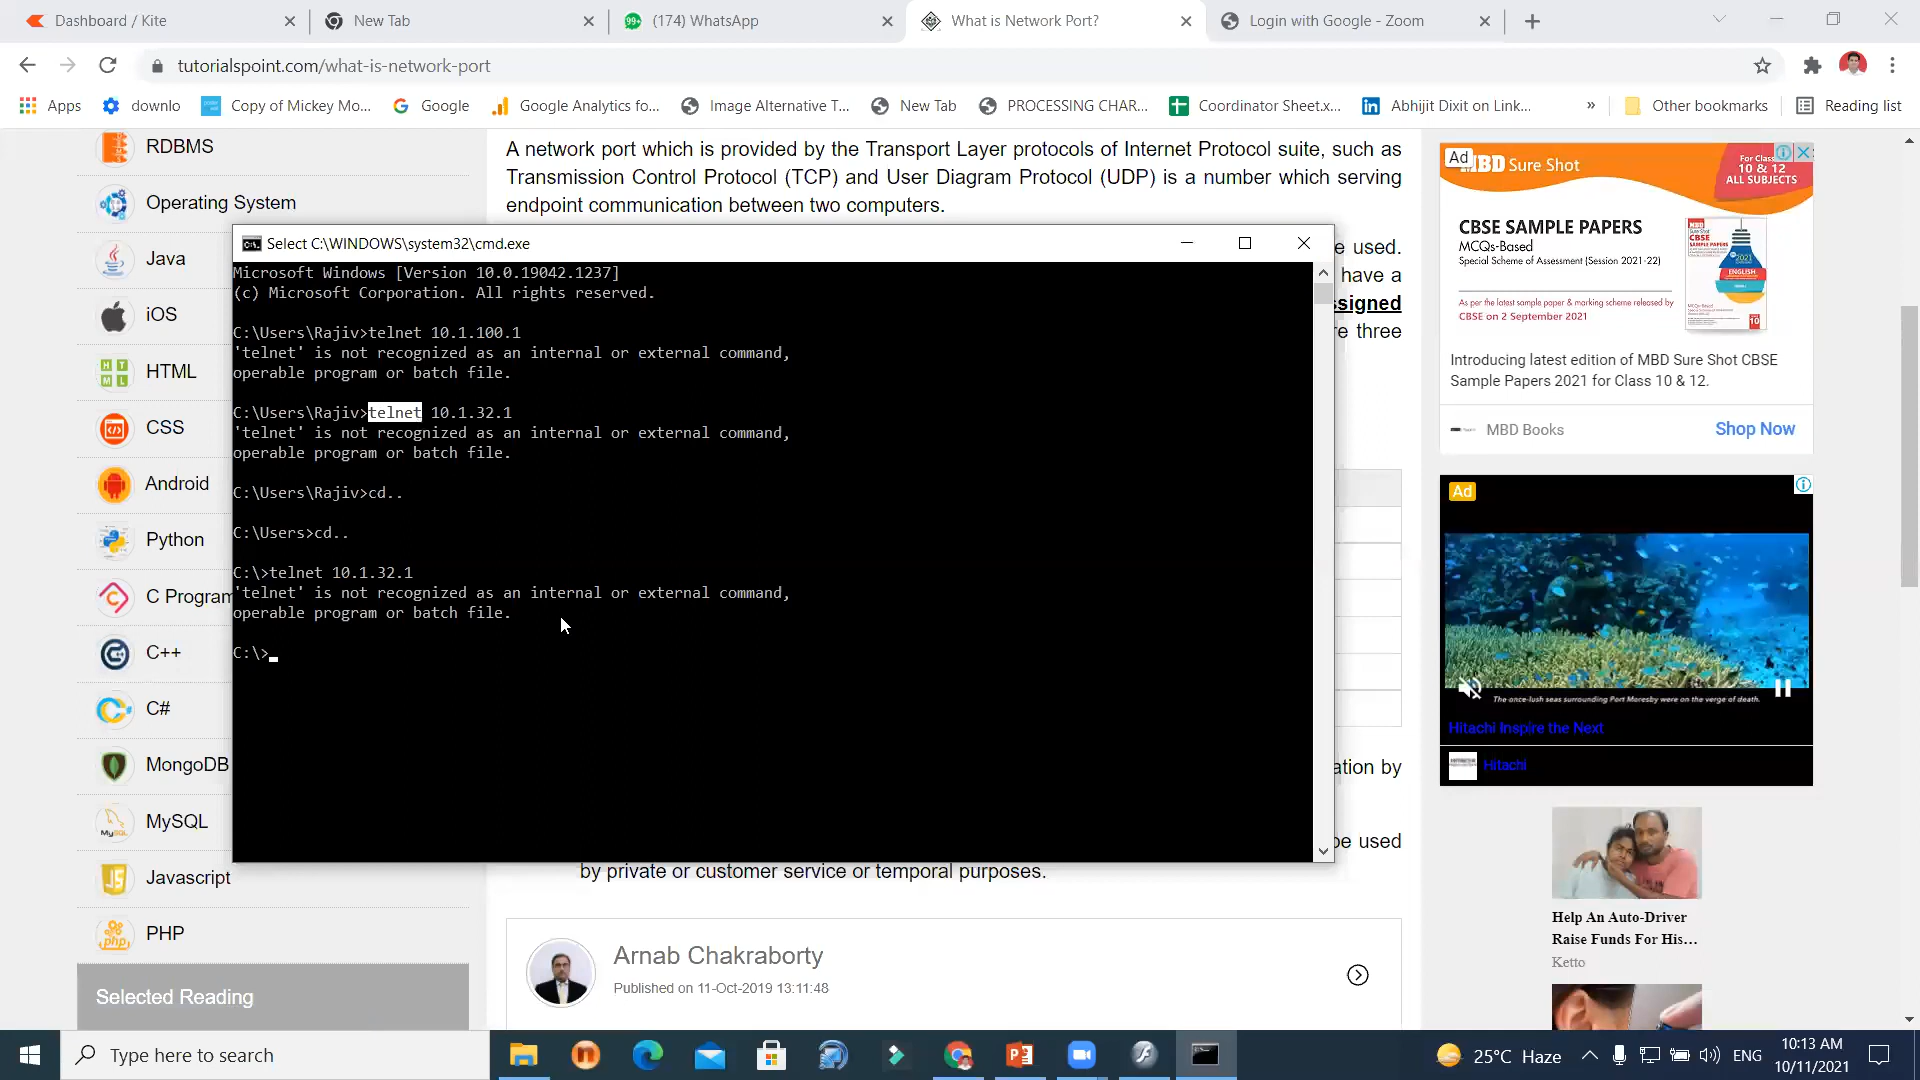 Dashboard / Kite
New Tab
99+
(174) WhatsApp
What is Network Port?
Login with Google - Zoom
tutorialspoint.com/what-is-network-port
Apps
downlo
Copy of Mickey Mo...
Google
Google Analytics fo...
Image Alternative T...
New Tab
PROCESSING CHAR...
Coordinator Sheet.x...
Abhijit Dixit on Link...
»
Other bookmarks
Reading list
RDBMS
Operating System
Java
iOS
HTML
CSS
Android
Python
C Program
C++
C#
MongoDB
MySQL
Javascript
PHP
Selected Reading
A network port which is provided by the Transport Layer protocols of Internet Protocol suite, such as
Transmission Control Protocol (TCP) and User Diagram Protocol (UDP) is a number which serving
endpoint communication between two computers.
e used.
have a
signed
e three
ation by
be used
by private or customer service or temporal purposes.
Select C:\WINDOWS\system32\cmd.exe
Microsoft Windows [Version 10.0.19042.1237]
(c) Microsoft Corporation. All rights reserved.
C:\Users\Rajiv>telnet 10.1.100.1
'telnet' is not recognized as an internal or external command,
operable program or batch file.
C:\Users\Rajiv>telnet 10.1.32.1
'telnet' is not recognized as an internal or external command,
operable program or batch file.
C:\Users\Rajiv>cd..
C:\Users>cd..
C:\>telnet 10.1.32.1
'telnet' is not recognized as an internal or external command,
operable program or batch file.
C:\>
Arnab Chakraborty
Published on 11-Oct-2019 13:11:48
Ad
MBD Sure Shot
For Class
10 & 12
ALL SUBJECTS
CBSE SAMPLE PAPERS
MCQs-Based
Special Scheme of Assessment (Session 2021-22)
As per the latest sample paper & marking scheme released by
CBSE on 2 September 2021
Introducing latest edition of MBD Sure Shot CBSE
Sample Papers 2021 for Class 10 & 12.
MBD Books
Shop Now
Ad
The once-lush seas surrounding Port Moresby were on the verge of death.
Hitachi Inspire the Next
Hitachi
Help An Auto-Driver
Raise Funds For His...
Ketto
Type here to search
25°C Haze
ENG
10:13 AM
10/11/2021